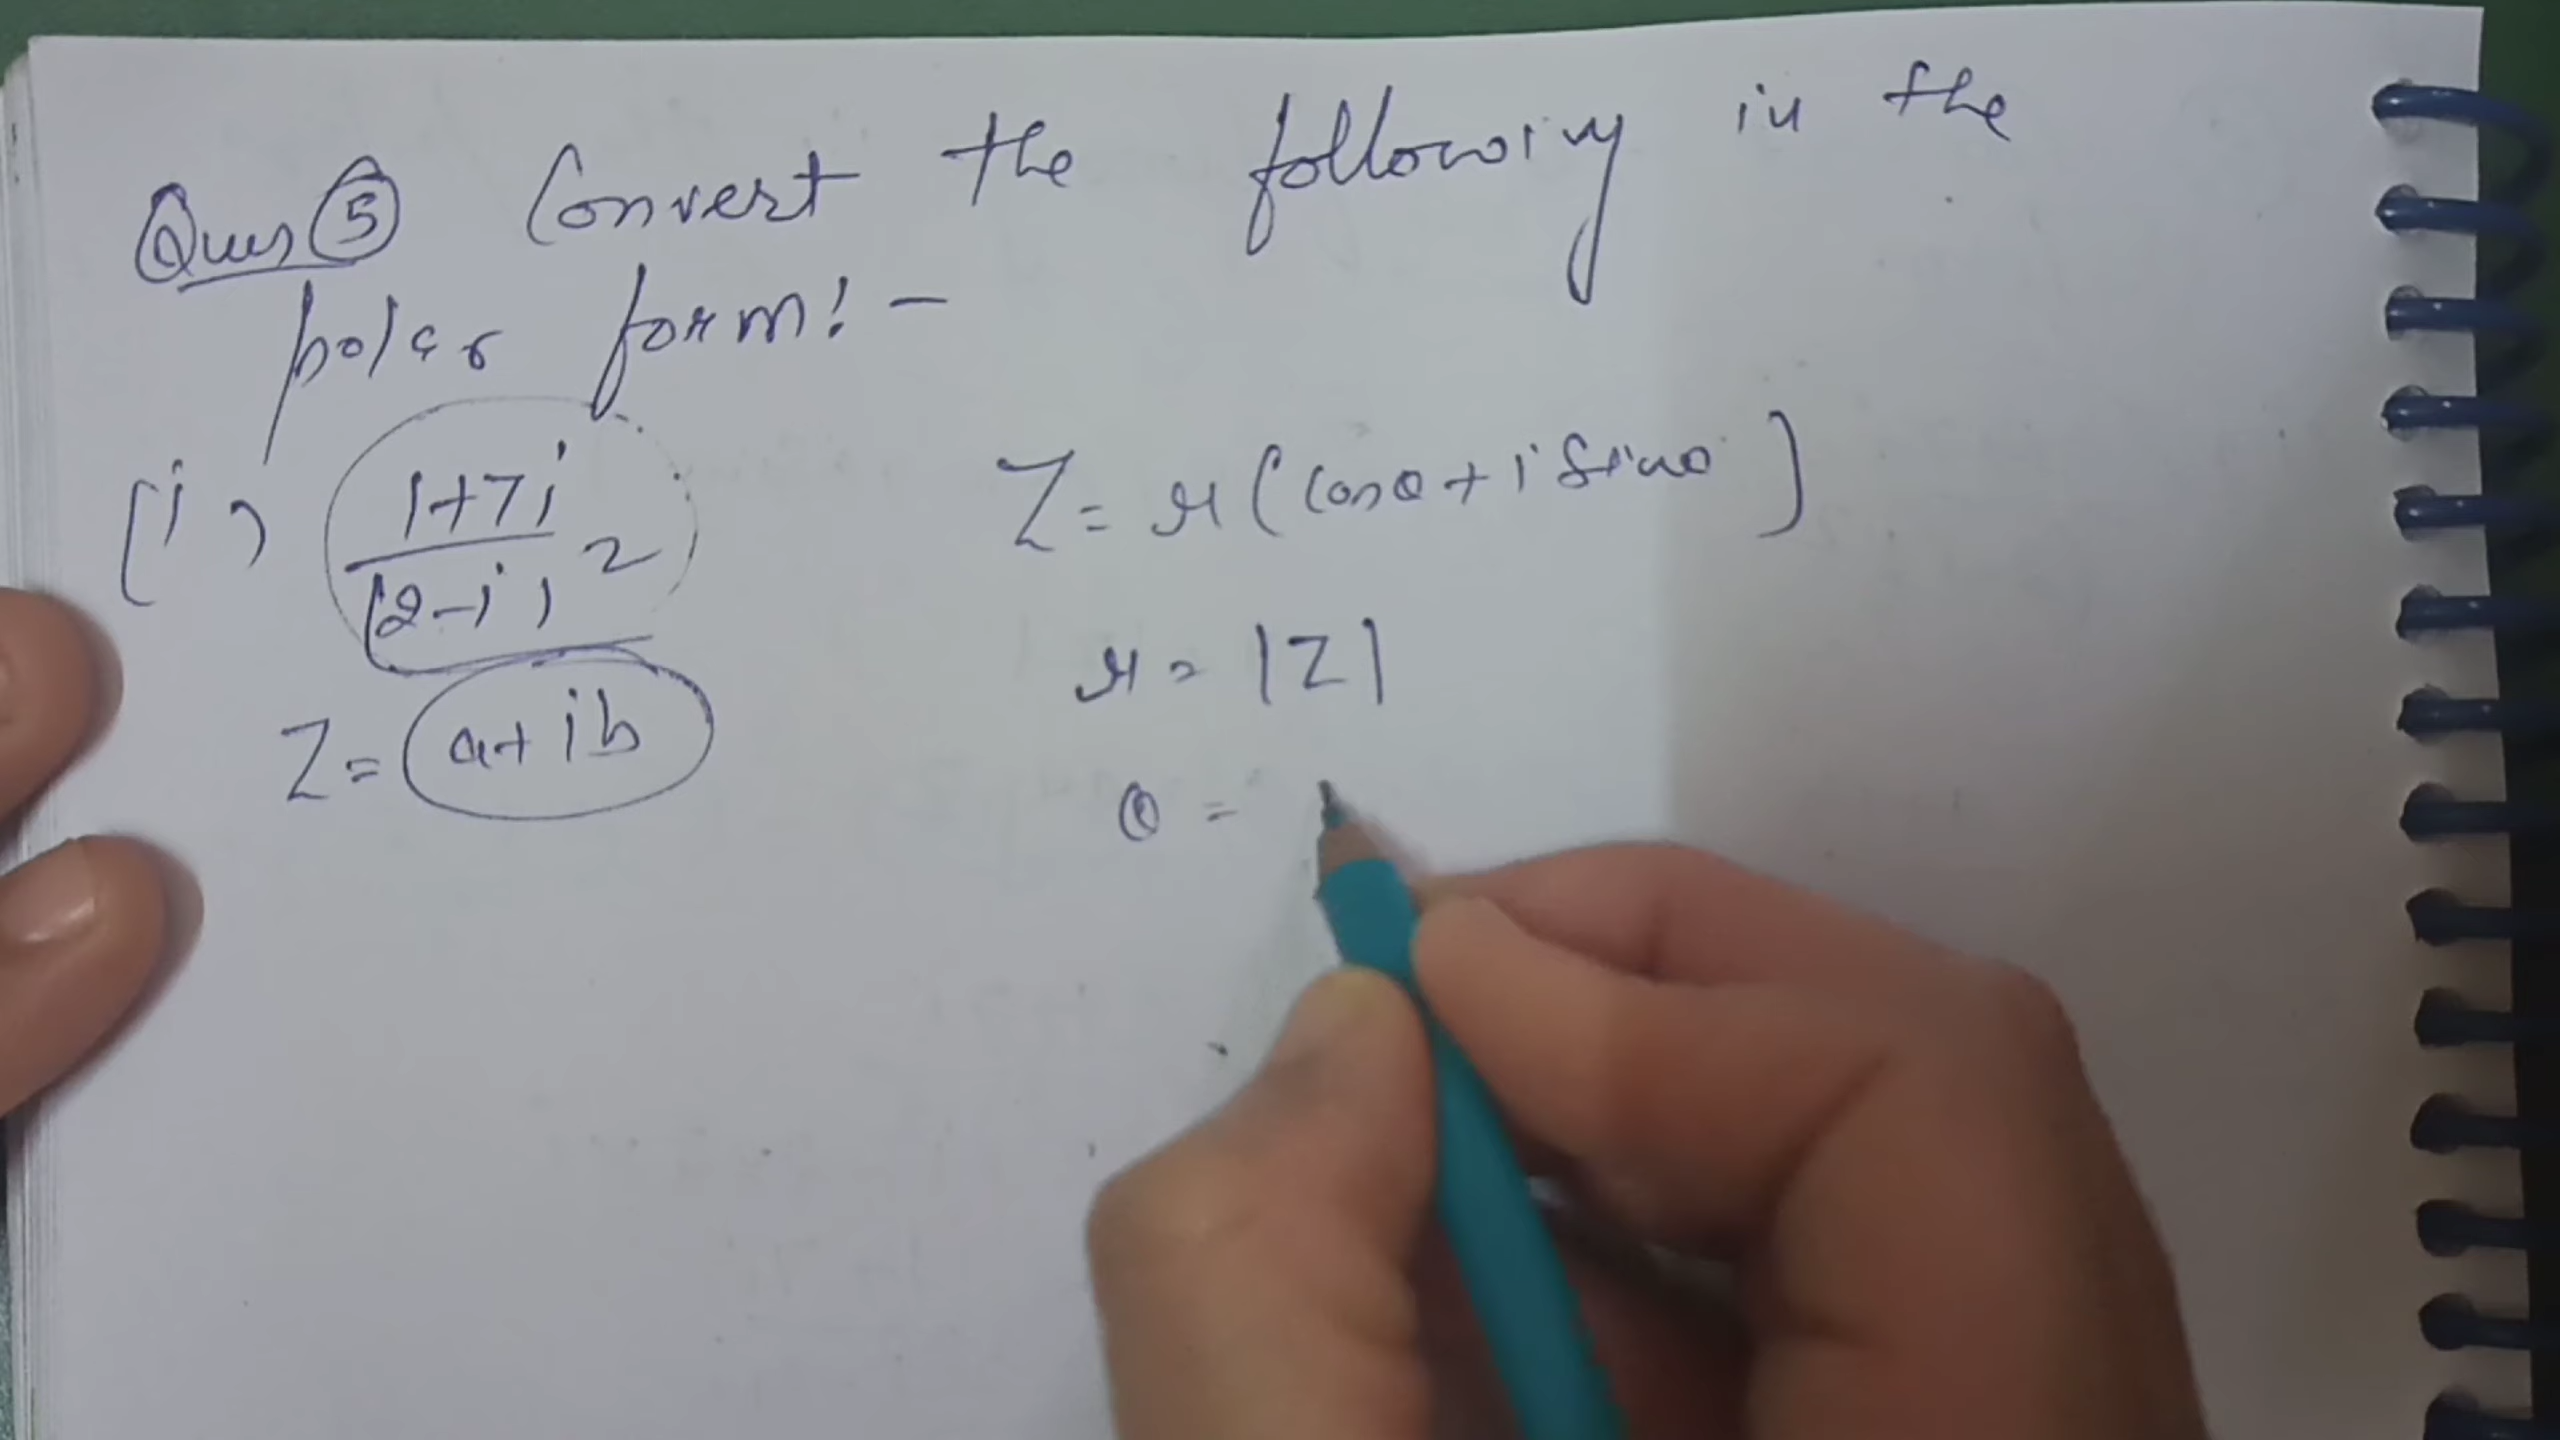 Ques 5 Convert the following in the
polar form:-
(i) (1+7i)/(2-i)²
Z = r(cosθ + i sinθ)
Z = a+ib
r = |Z|
θ =